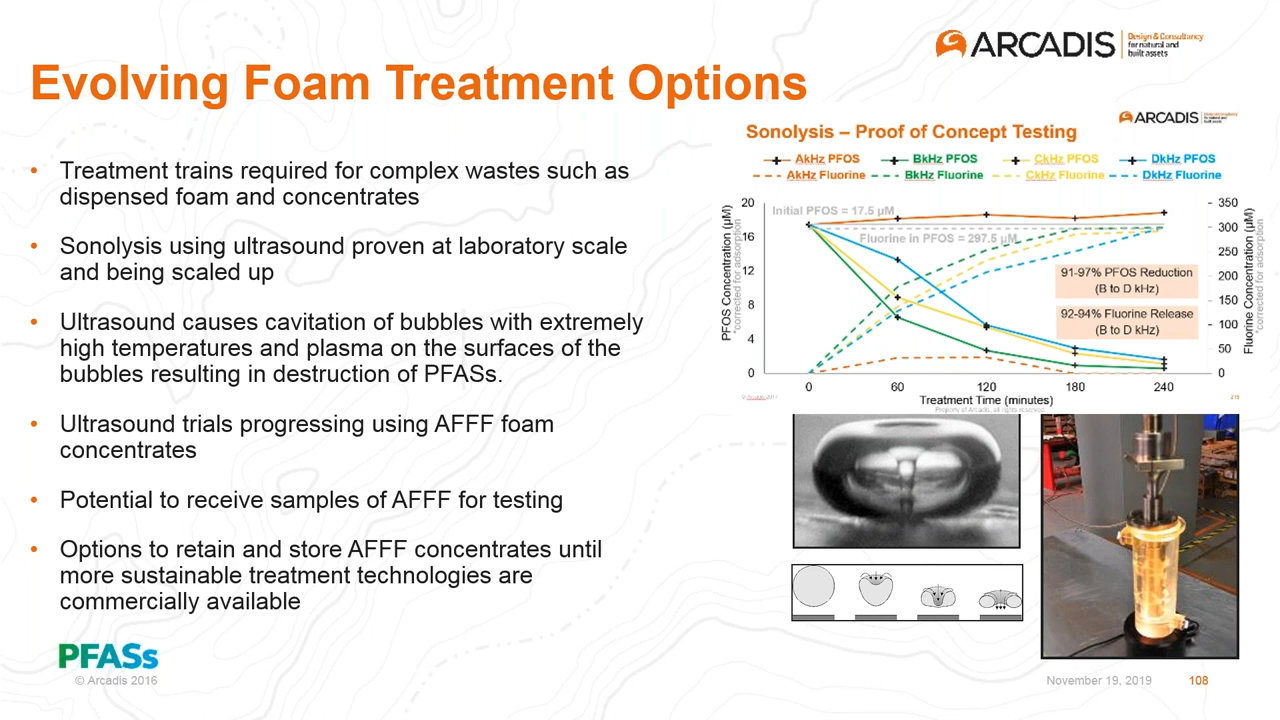 ARCADIS
Design & Consultancy
for natural and
built assets
Evolving Foam Treatment Options
• Treatment trains required for complex wastes such as
dispensed foam and concentrates
• Sonolysis using ultrasound proven at laboratory scale
and being scaled up
• Ultrasound causes cavitation of bubbles with extremely
high temperatures and plasma on the surfaces of the
bubbles resulting in destruction of PFASs.
• Ultrasound trials progressing using AFFF foam
concentrates
• Potential to receive samples of AFFF for testing
• Options to retain and store AFFF concentrates until
more sustainable treatment technologies are
commercially available
ARCADIS
Sonolysis – Proof of Concept Testing
AkHz PFOS BkHz PFOS CkHz PFOS DkHz PFOS
AkHz Fluorine BkHz Fluorine CkHz Fluorine DkHz Fluorine
PFOS Concentration (µM)
*corrected for adsorption
20
16
12
8
4
0
Initial PFOS = 17.5 µM
Fluorine in PFOS = 297.5 µM
91-97% PFOS Reduction
(B to D kHz)
92-94% Fluorine Release
(B to D kHz)
350
300
250
200
150
100
50
0
Fluorine Concentration (µM)
*corrected for adsorption
0 60 120 180 240
Treatment Time (minutes)
Property of Arcadis, all rights reserved
PFASs
© Arcadis 2016
November 19, 2019 108